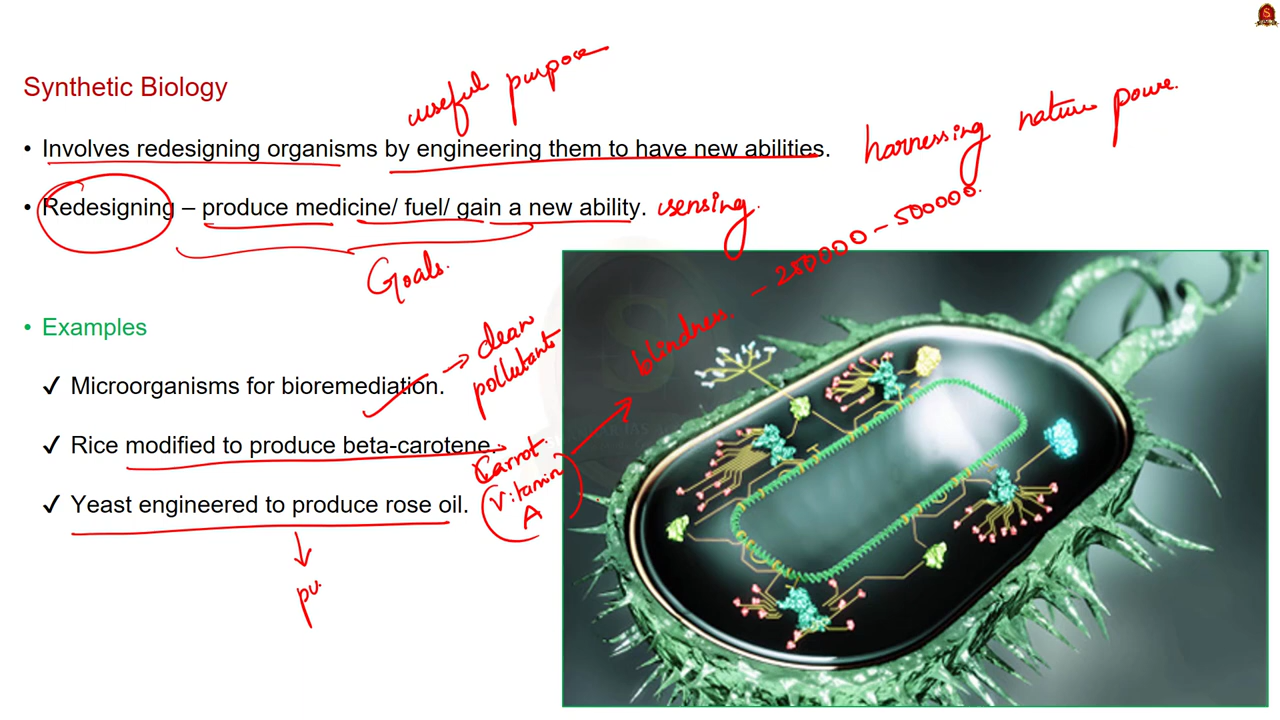 Synthetic Biology
useful purpose
• Involves redesigning organisms by engineering them to have new abilities.
harnessing nature powe.
• Redesigning – produce medicine/ fuel/ gain a new ability.
sensing.
Goals.
blindness. – 250000 – 500000.
• Examples
→ clean
pollutants
✓ Microorganisms for bioremediation.
✓ Rice modified to produce beta-carotene.
Carrot.
Vitamin
A
✓ Yeast engineered to produce rose oil.